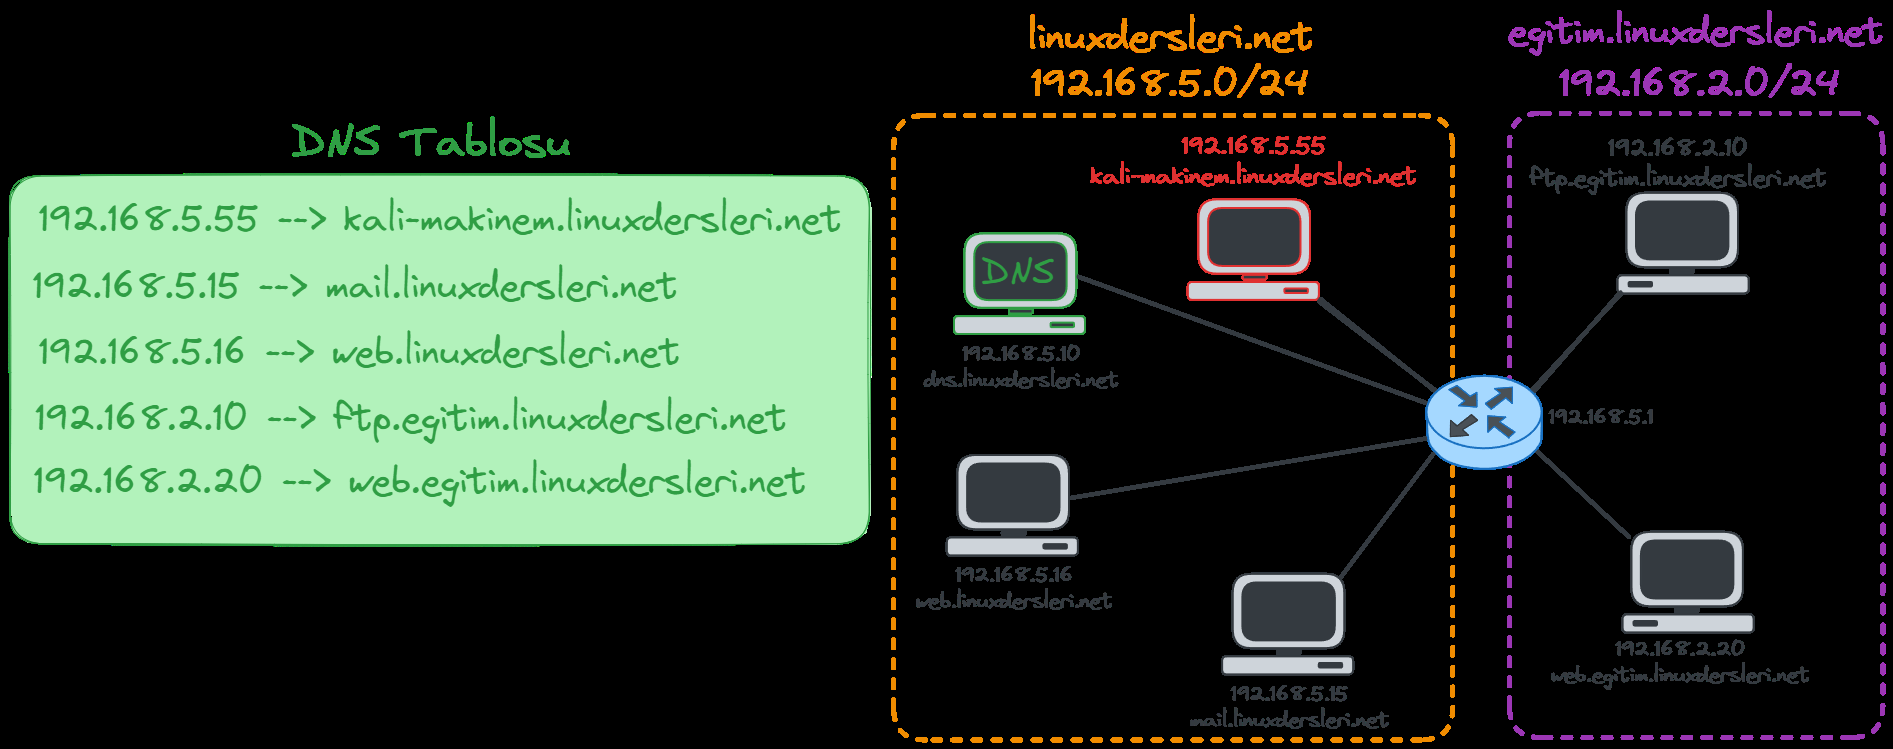 DNS Tablosu
192.168.5.55 --> kali-makinem.linuxdersleri.net
192.168.5.15 --> mail.linuxdersleri.net
192.168.5.16 --> web.linuxdersleri.net
192.168.2.10 --> ftp.egitim.linuxdersleri.net
192.168.2.20 --> web.egitim.linuxdersleri.net
linuxdersleri.net
192.168.5.0/24
192.168.5.55
kali-makinem.linuxdersleri.net
DNS
192.168.5.10
dns.linuxdersleri.net
192.168.5.16
web.linuxdersleri.net
192.168.5.15
mail.linuxdersleri.net
192.168.5.1
egitim.linuxdersleri.net
192.168.2.0/24
192.168.2.10
ftp.egitim.linuxdersleri.net
192.168.2.20
web.egitim.linuxdersleri.net